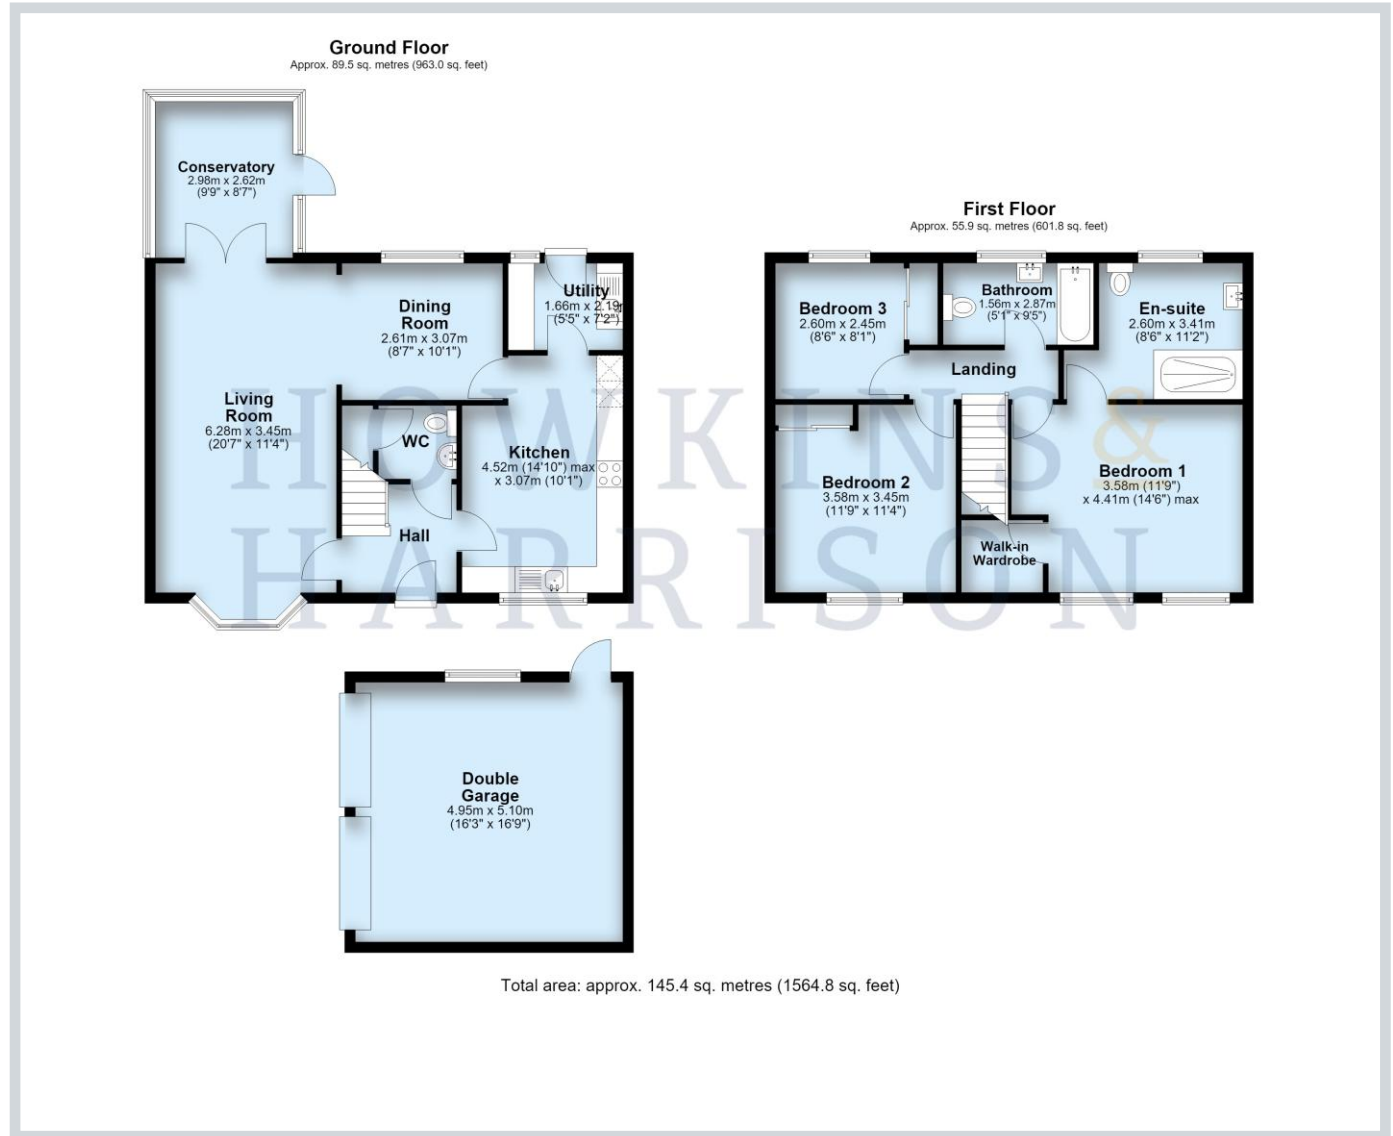 Ground Floor
Approx. 89.5 sq. metres (963.0 sq. feet)
Conservatory
2.98m x 2.62m
(9'9" x 8'7")
Dining
Room
2.61m x 3.07m
(8'7" x 10'1")
Utility
1.66m x 2.19m
(5'5" x 7'2")
Living
Room
6.28m x 3.45m
(20'7" x 11'4")
WC
Kitchen
4.52m (14'10") max
x 3.07m (10'1")
Hall
First Floor
Approx. 55.9 sq. metres (601.8 sq. feet)
Bedroom 3
2.60m x 2.45m
(8'6" x 8'1")
Bathroom
1.56m x 2.87m
(5'1" x 9'5")
En-suite
2.60m x 3.41m
(8'6" x 11'2")
Landing
Bedroom 2
3.58m x 3.45m
(11'9" x 11'4")
Bedroom 1
3.58m (11'9")
x 4.41m (14'6") max
Walk-in
Wardrobe
HOWKINS &
HARRISON
Double
Garage
4.95m x 5.10m
(16'3" x 16'9")
Total area: approx. 145.4 sq. metres (1564.8 sq. feet)